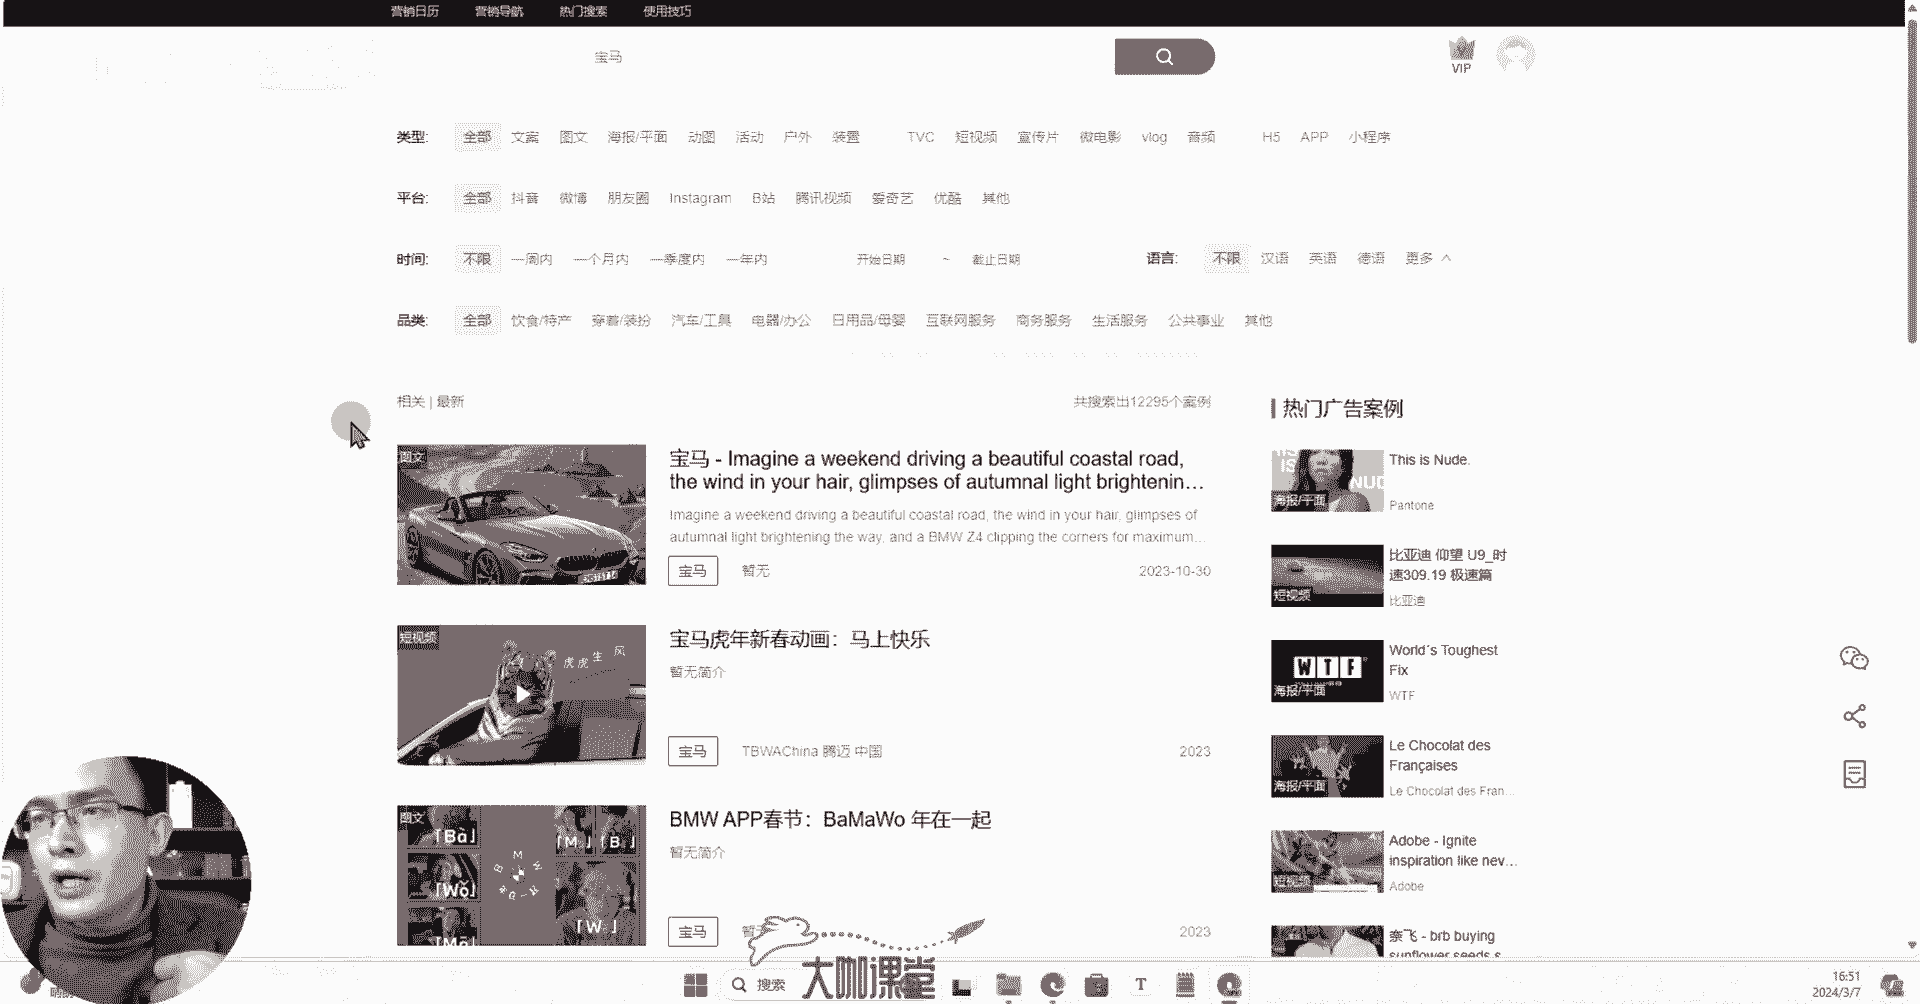 营销日历 营销导航 热门搜索 使用技巧
宝马
VIP
类型: 全部 文案 图文 海报/平面 动图 活动 户外 装置 TVC 短视频 宣传片 微电影 vlog 音频 H5 APP 小程序
平台: 全部 抖音 微博 朋友圈 Instagram B站 腾讯视频 爱奇艺 优酷 其他
时间: 不限 一周内 一个月内 一季度内 一年内 开始日期 ~ 截止日期 语言: 不限 汉语 英语 德语 更多
品类: 全部 饮食/特产 穿着/装扮 汽车/工具 电器/办公 日用品/母婴 互联网服务 商务服务 生活服务 公共事业 其他
相关 | 最新
共搜索出12295个案例
图文
宝马 - Imagine a weekend driving a beautiful coastal road,
the wind in your hair, glimpses of autumnal light brightenin...
Imagine a weekend driving a beautiful coastal road, the wind in your hair, glimpses of
autumnal light brightening the way, and a BMW Z4 clipping the corners for maximum...
宝马 暂无 2023-10-30
短视频
虎虎生风
宝马虎年新春动画：马上快乐
暂无简介
宝马 TBWAChina 腾迈 中国 2023
图文
「Bà」
「M」「B」
B M W
「Wǒ」
「W」
BMW APP春节：BaMaWo 年在一起
暂无简介
宝马 2023
热门广告案例
海报/平面
This is Nude.
Pantone
短视频
比亚迪 仰望 U9_时
速309.19 极速篇
比亚迪
WTF
海报/平面
World´s Toughest
Fix
WTF
海报/平面
Le Chocolat des
Françaises
Le Chocolat des Fran...
短视频
Adobe - Ignite
inspiration like nev...
Adobe
奈飞 - brb buying
sunflower seeds s
大咖课堂
搜索
T
16:51
2024/3/7